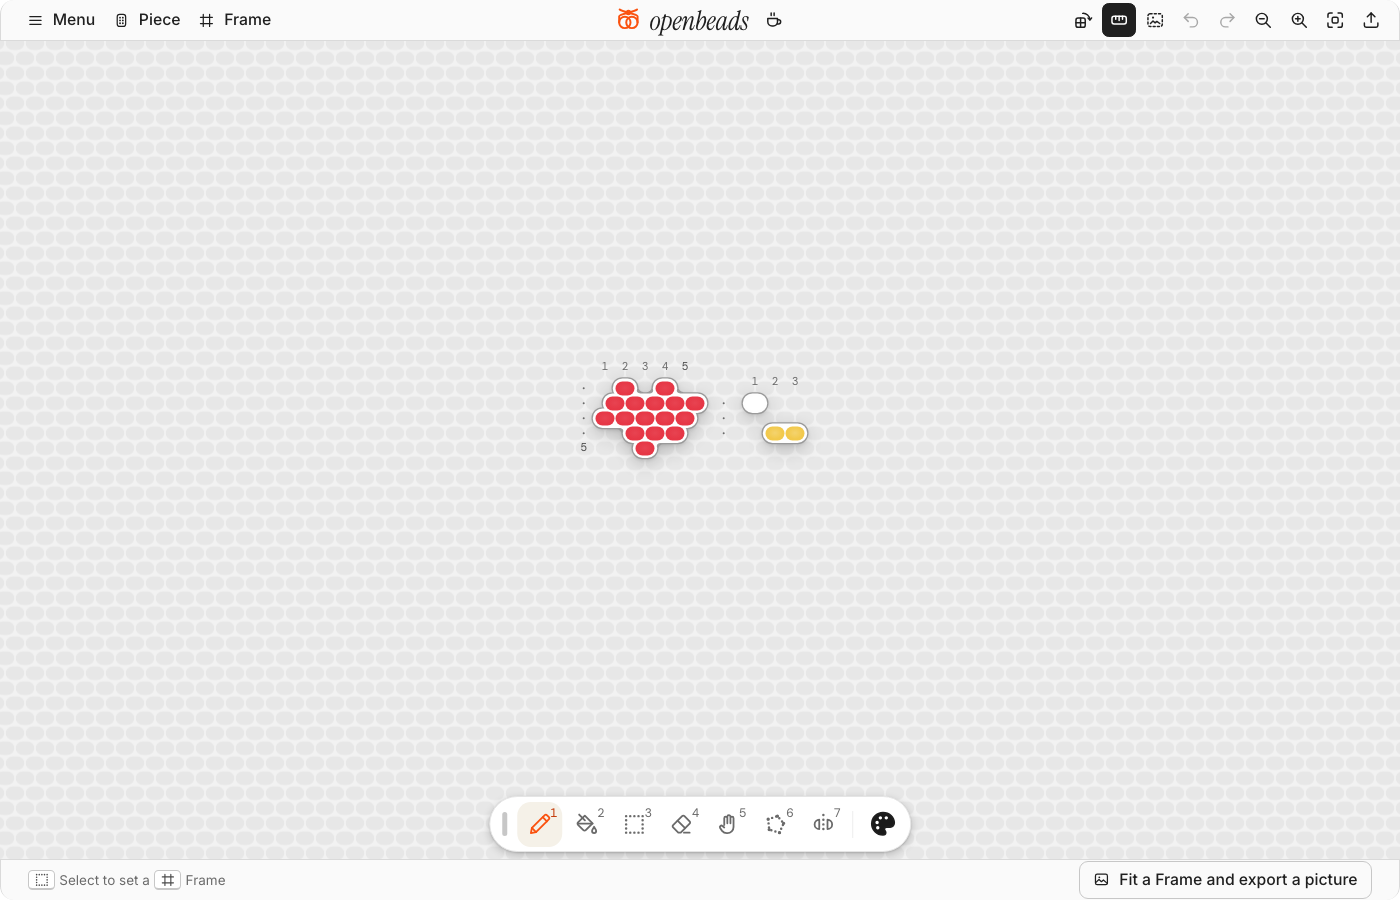 Menu Piece Frame openbeads
1 2 3 4 5
1 2 3
5
1 2 3 4 5 6 7
Select to set a Frame
Fit a Frame and export a picture